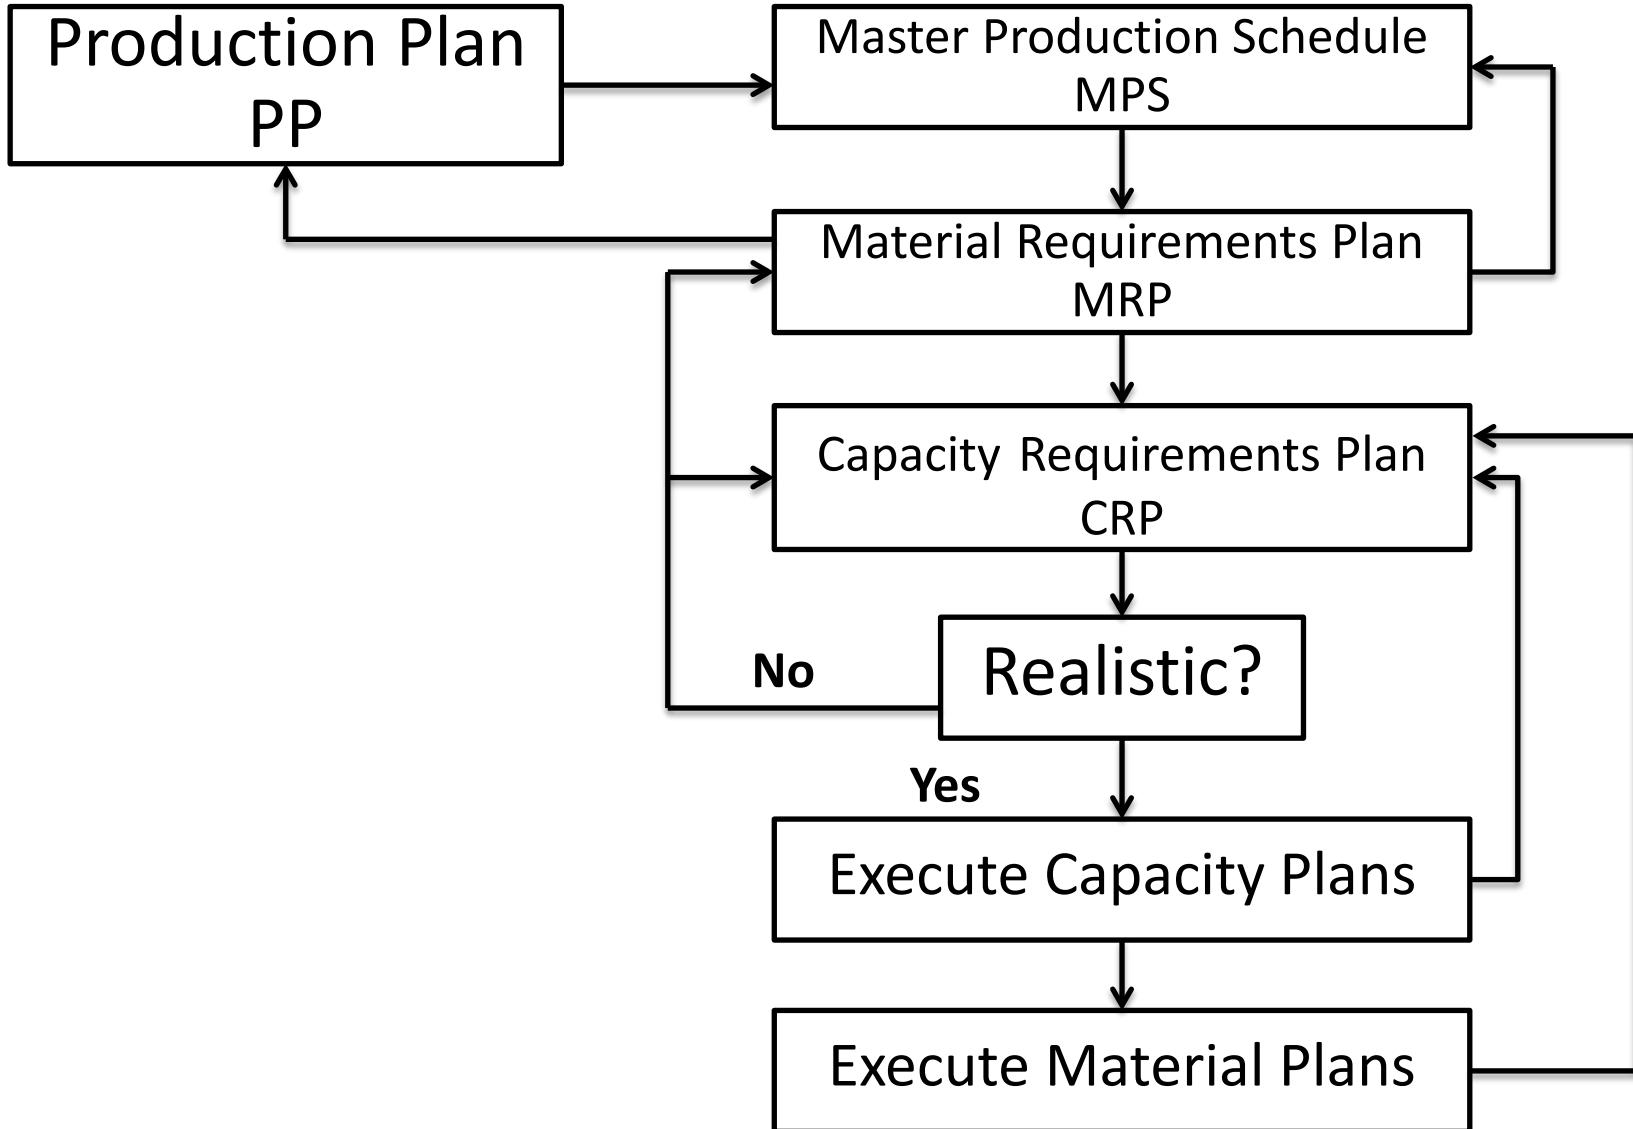 Production Plan
PP
Master Production Schedule
MPS
Material Requirements Plan
MRP
Capacity Requirements Plan
CRP
Realistic?
No
Yes
Execute Capacity Plans
Execute Material Plans